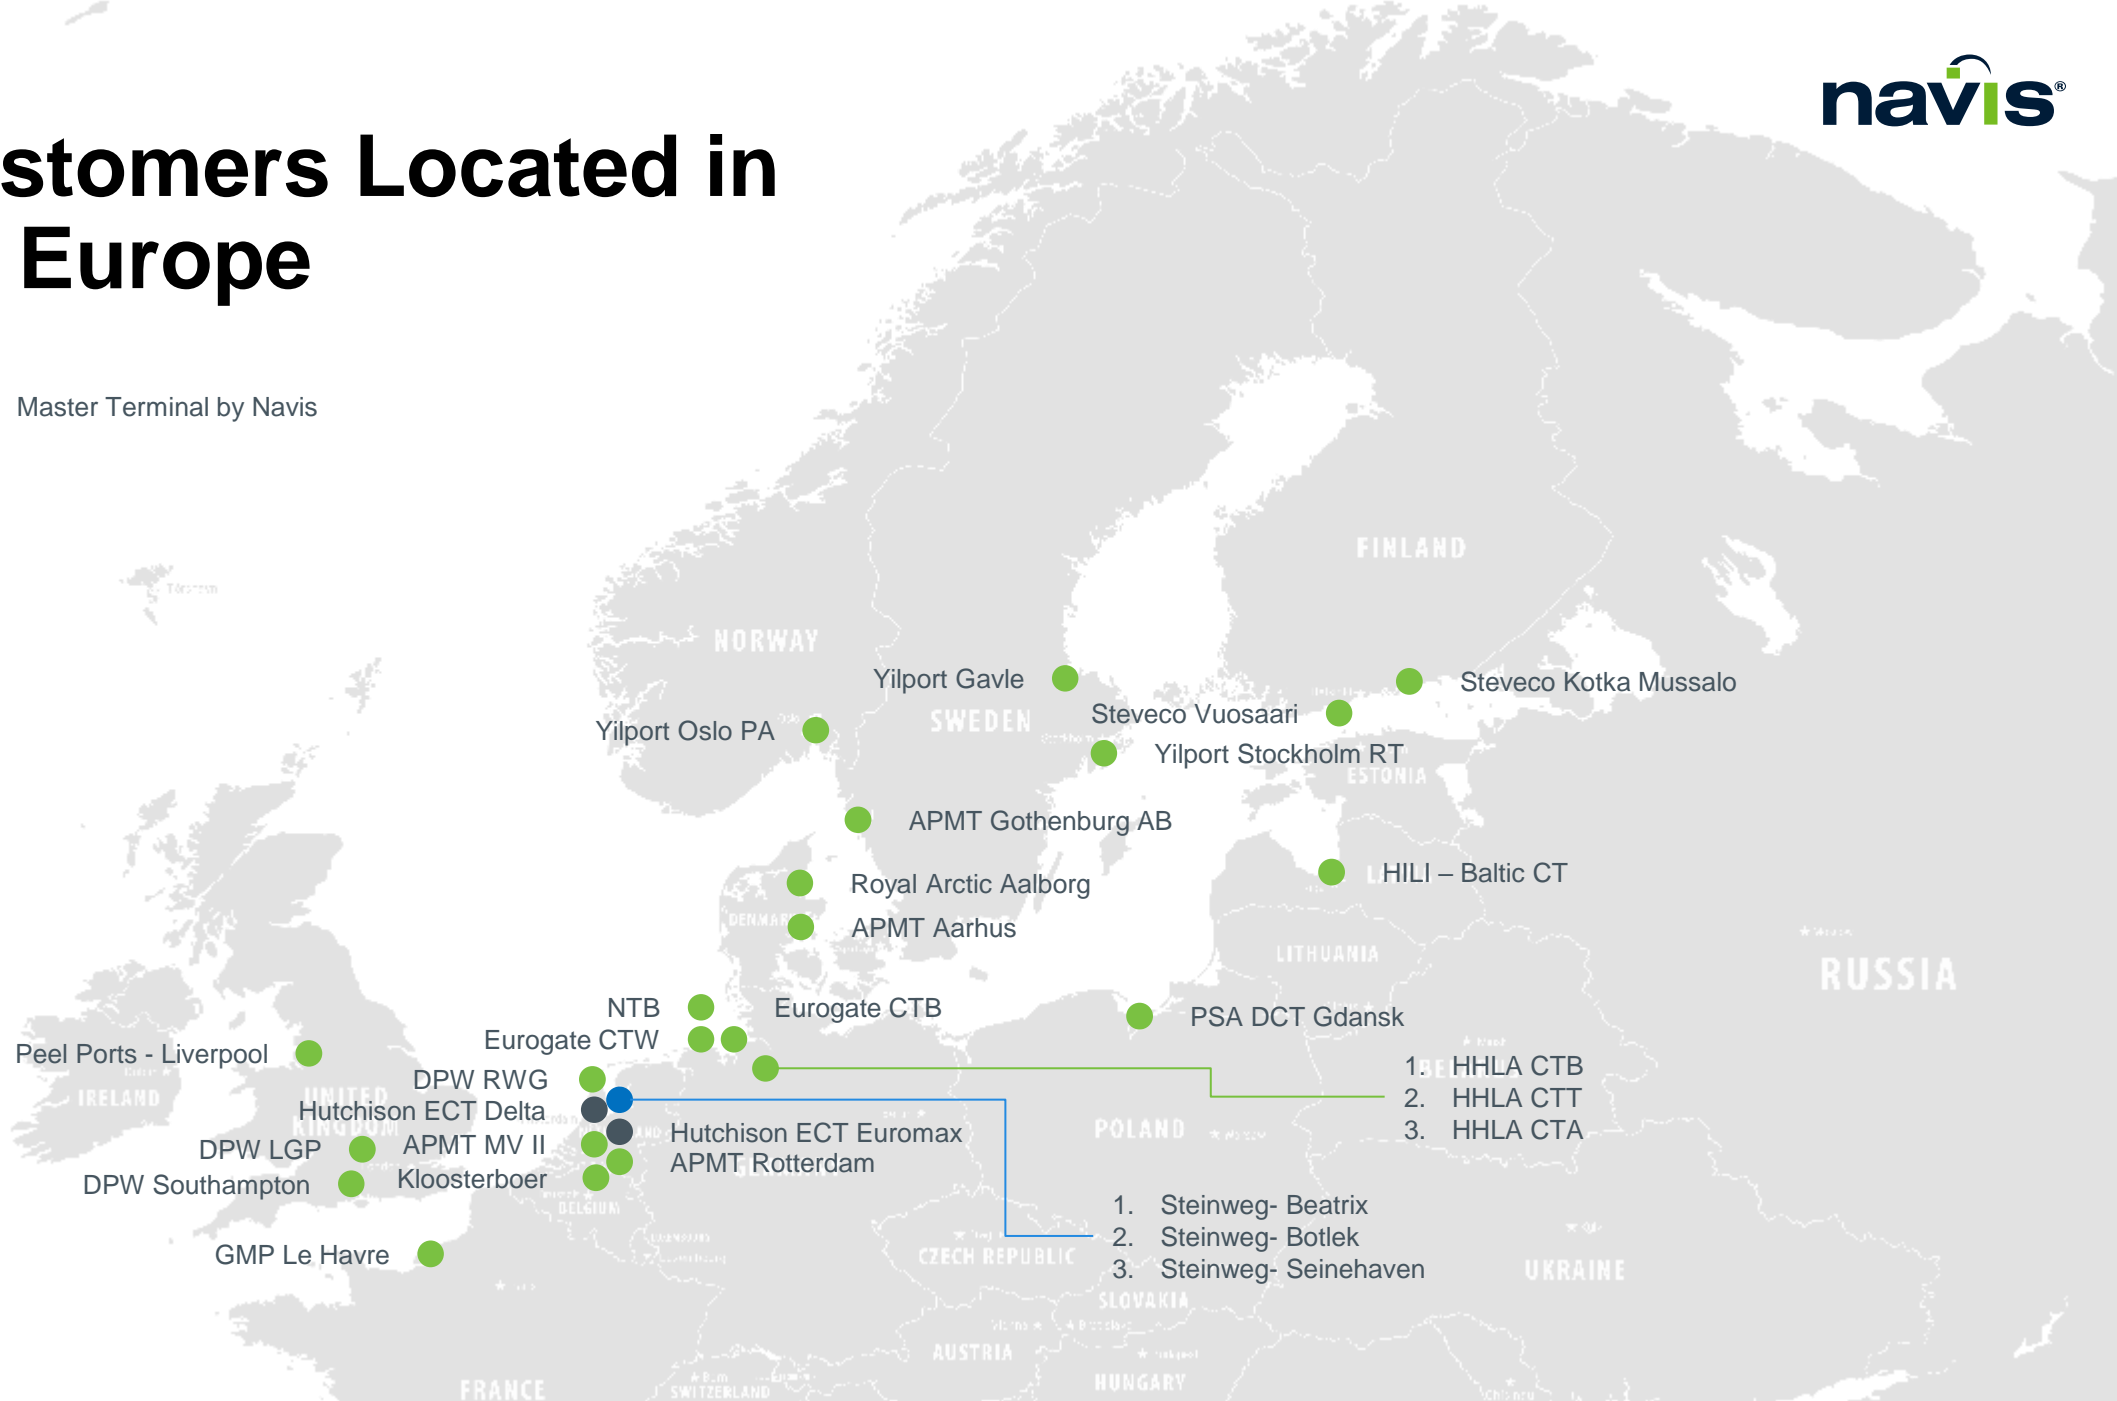 navis®
stomers Located in
Europe
Master Terminal by Navis
FINLAND
NORWAY
Yilport Gavle
Steveco Kotka Mussalo
SWEDEN
Steveco Vuosaari
Yilport Oslo PA
Yilport Stockholm RT
ESTONIA
APMT Gothenburg AB
HILI – Baltic CT
Royal Arctic Aalborg
APMT Aarhus
LITHUANIA
RUSSIA
NTB
Eurogate CTB
PSA DCT Gdansk
Eurogate CTW
Peel Ports - Liverpool
1. HHLA CTB
2. HHLA CTT
3. HHLA CTA
DPW RWG
IRELAND
UNITED
KINGDOM
Hutchison ECT Delta
POLAND
Hutchison ECT Euromax
DPW LGP
APMT MV II
APMT Rotterdam
DPW Southampton
Kloosterboer
BELGIUM
1. Steinweg- Beatrix
2. Steinweg- Botlek
3. Steinweg- Seinehaven
GMP Le Havre
CZECH REPUBLIC
UKRAINE
SLOVAKIA
AUSTRIA
HUNGARY
FRANCE
SWITZERLAND